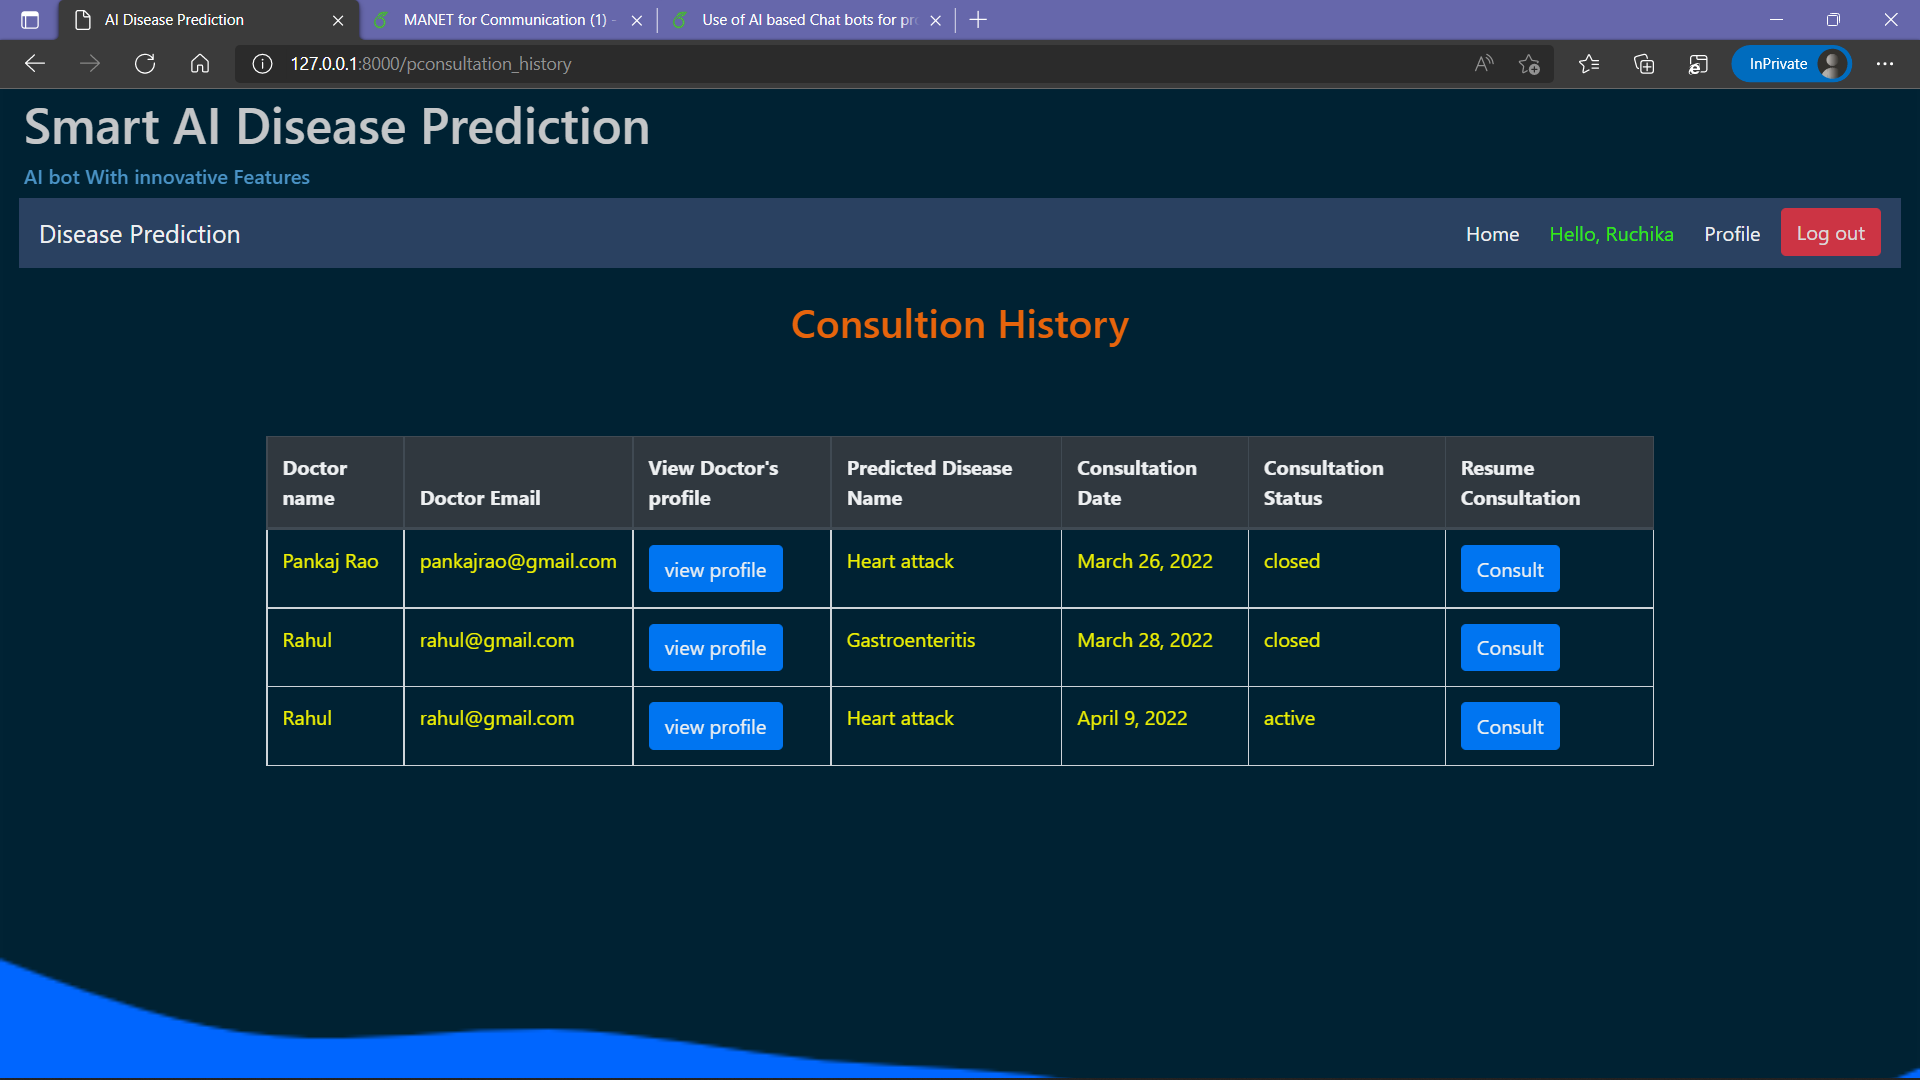 AI Disease Prediction
MANET for Communication (1) -
Use of AI based Chat bots for pr
127.0.0.1:8000/pconsultation_history
InPrivate
Smart AI Disease Prediction
AI bot With innovative Features
Disease Prediction
Home
Hello, Ruchika
Profile
Log out
Consultion History
Doctor name
Doctor Email
View Doctor's profile
Predicted Disease Name
Consultation Date
Consultation Status
Resume Consultation
Pankaj Rao pankajrao@gmail.com view profile Heart attack March 26, 2022 closed Consult
Rahul rahul@gmail.com view profile Gastroenteritis March 28, 2022 closed Consult
Rahul rahul@gmail.com view profile Heart attack April 9, 2022 active Consult